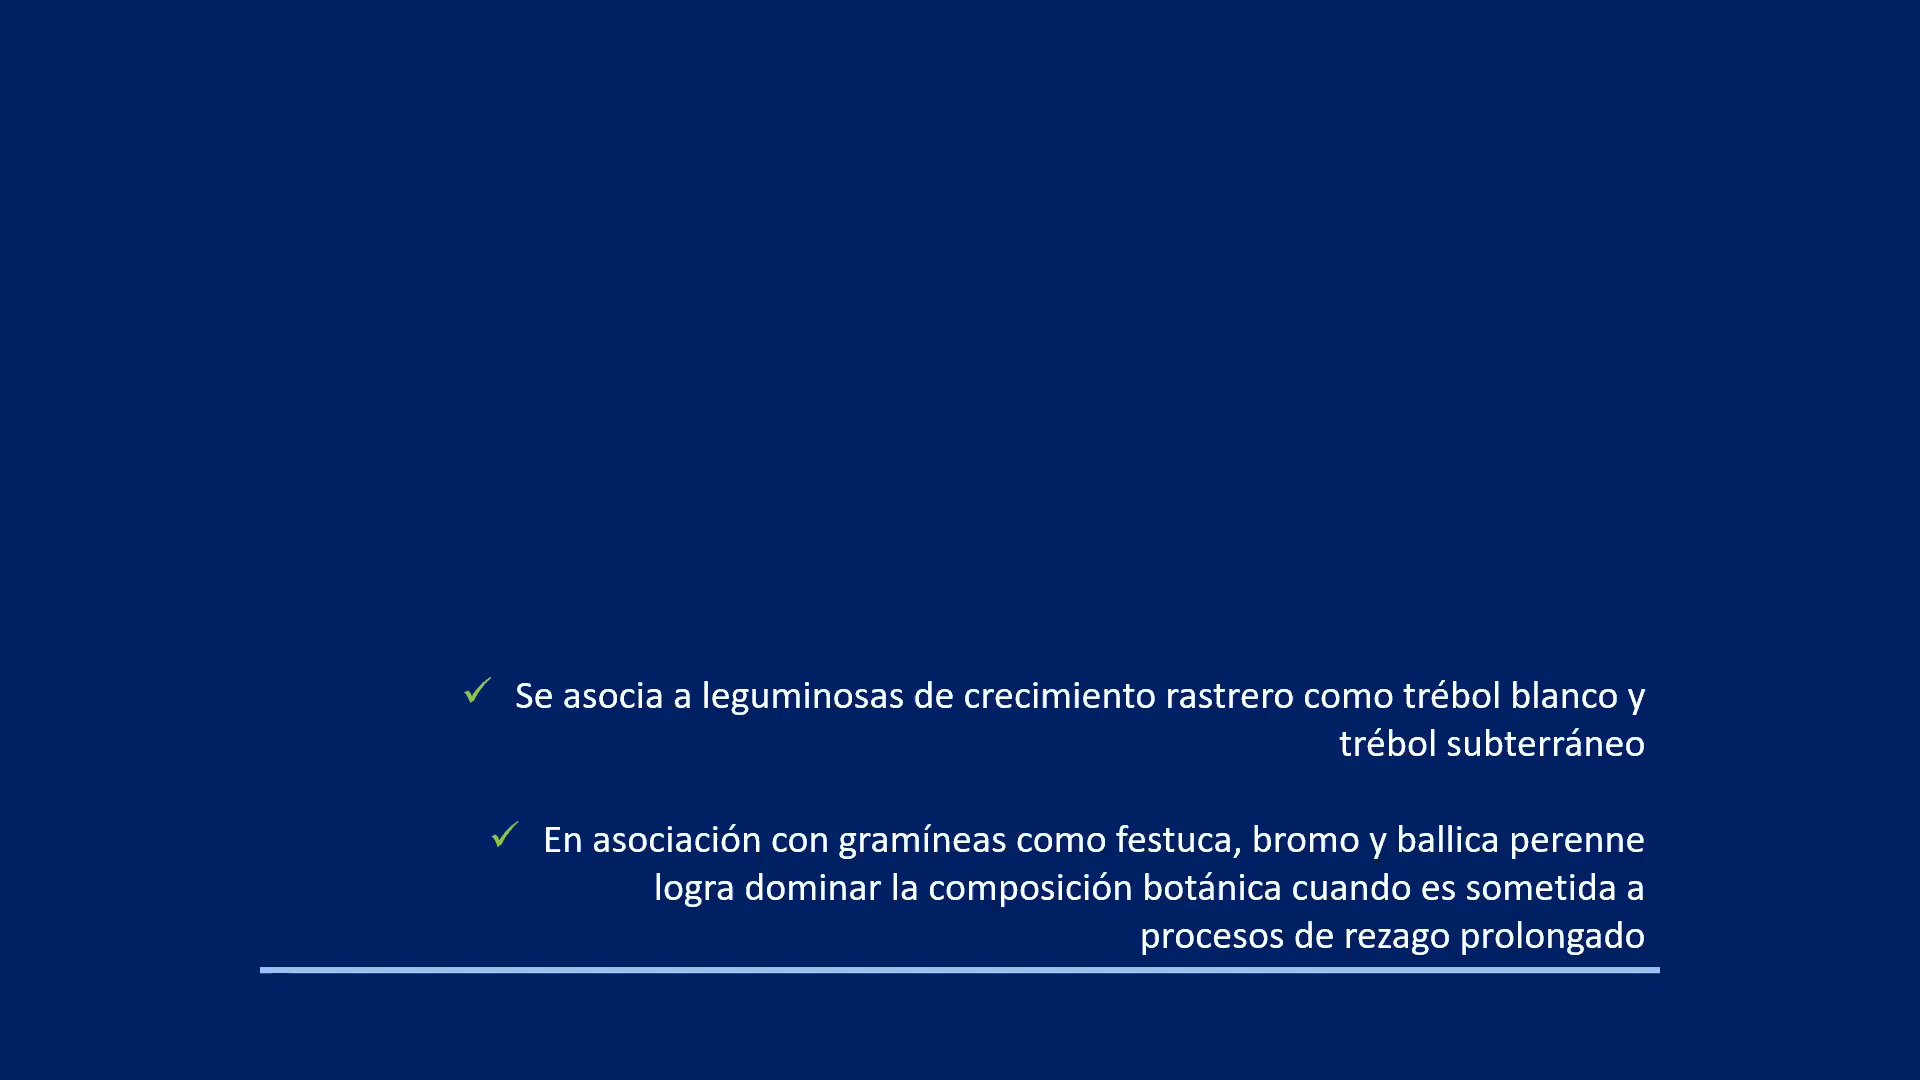 ✓ Se asocia a leguminosas de crecimiento rastrero como trébol blanco y
trébol subterráneo
✓ En asociación con gramíneas como festuca, bromo y ballica perenne
logra dominar la composición botánica cuando es sometida a
procesos de rezago prolongado